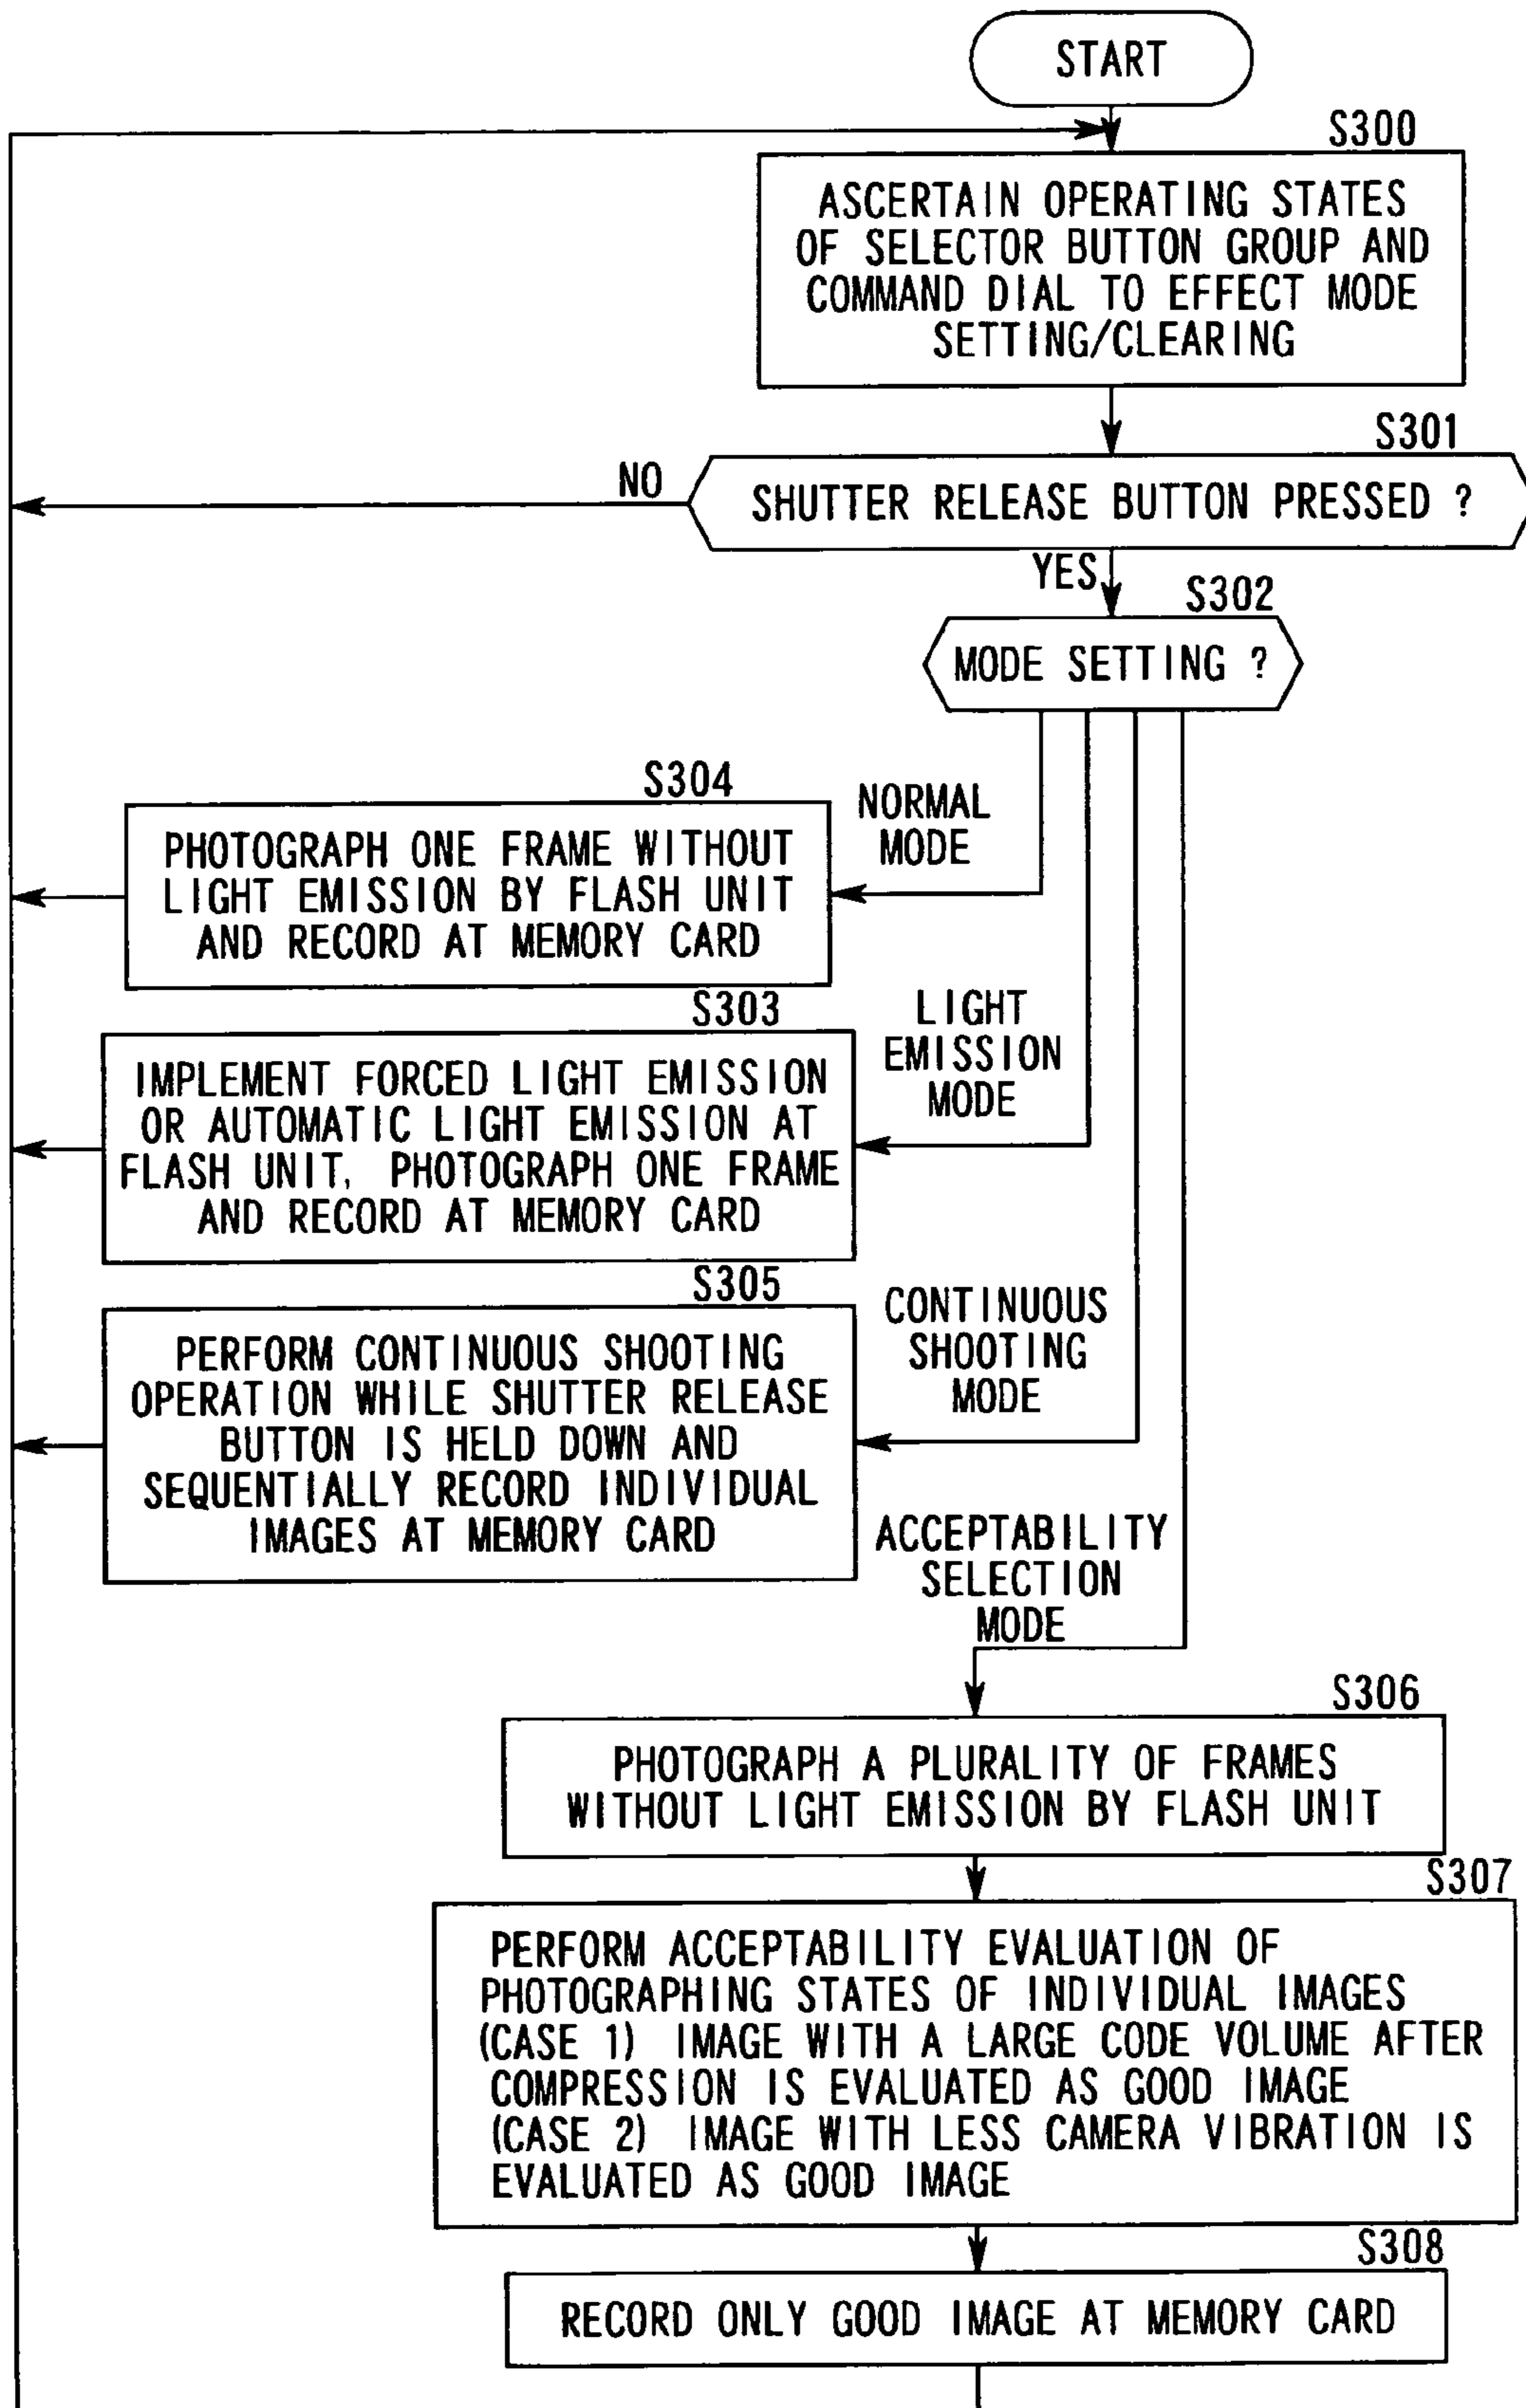 START
S300
ASCERTAIN OPERATING STATES
OF SELECTOR BUTTON GROUP AND
COMMAND DIAL TO EFFECT MODE
SETTING/CLEARING
S301
NO
SHUTTER RELEASE BUTTON PRESSED ?
YES
S302
MODE SETTING ?
S304
NORMAL
MODE
PHOTOGRAPH ONE FRAME WITHOUT
LIGHT EMISSION BY FLASH UNIT
AND RECORD AT MEMORY CARD
S303
LIGHT
EMISSION
MODE
IMPLEMENT FORCED LIGHT EMISSION
OR AUTOMATIC LIGHT EMISSION AT
FLASH UNIT, PHOTOGRAPH ONE FRAME
AND RECORD AT MEMORY CARD
S305
CONTINUOUS
SHOOTING
MODE
PERFORM CONTINUOUS SHOOTING
OPERATION WHILE SHUTTER RELEASE
BUTTON IS HELD DOWN AND
SEQUENTIALLY RECORD INDIVIDUAL
IMAGES AT MEMORY CARD
ACCEPTABILITY
SELECTION
MODE
S306
PHOTOGRAPH A PLURALITY OF FRAMES
WITHOUT LIGHT EMISSION BY FLASH UNIT
S307
PERFORM ACCEPTABILITY EVALUATION OF
PHOTOGRAPHING STATES OF INDIVIDUAL IMAGES
(CASE 1) IMAGE WITH A LARGE CODE VOLUME AFTER
COMPRESSION IS EVALUATED AS GOOD IMAGE
(CASE 2) IMAGE WITH LESS CAMERA VIBRATION IS
EVALUATED AS GOOD IMAGE
S308
RECORD ONLY GOOD IMAGE AT MEMORY CARD